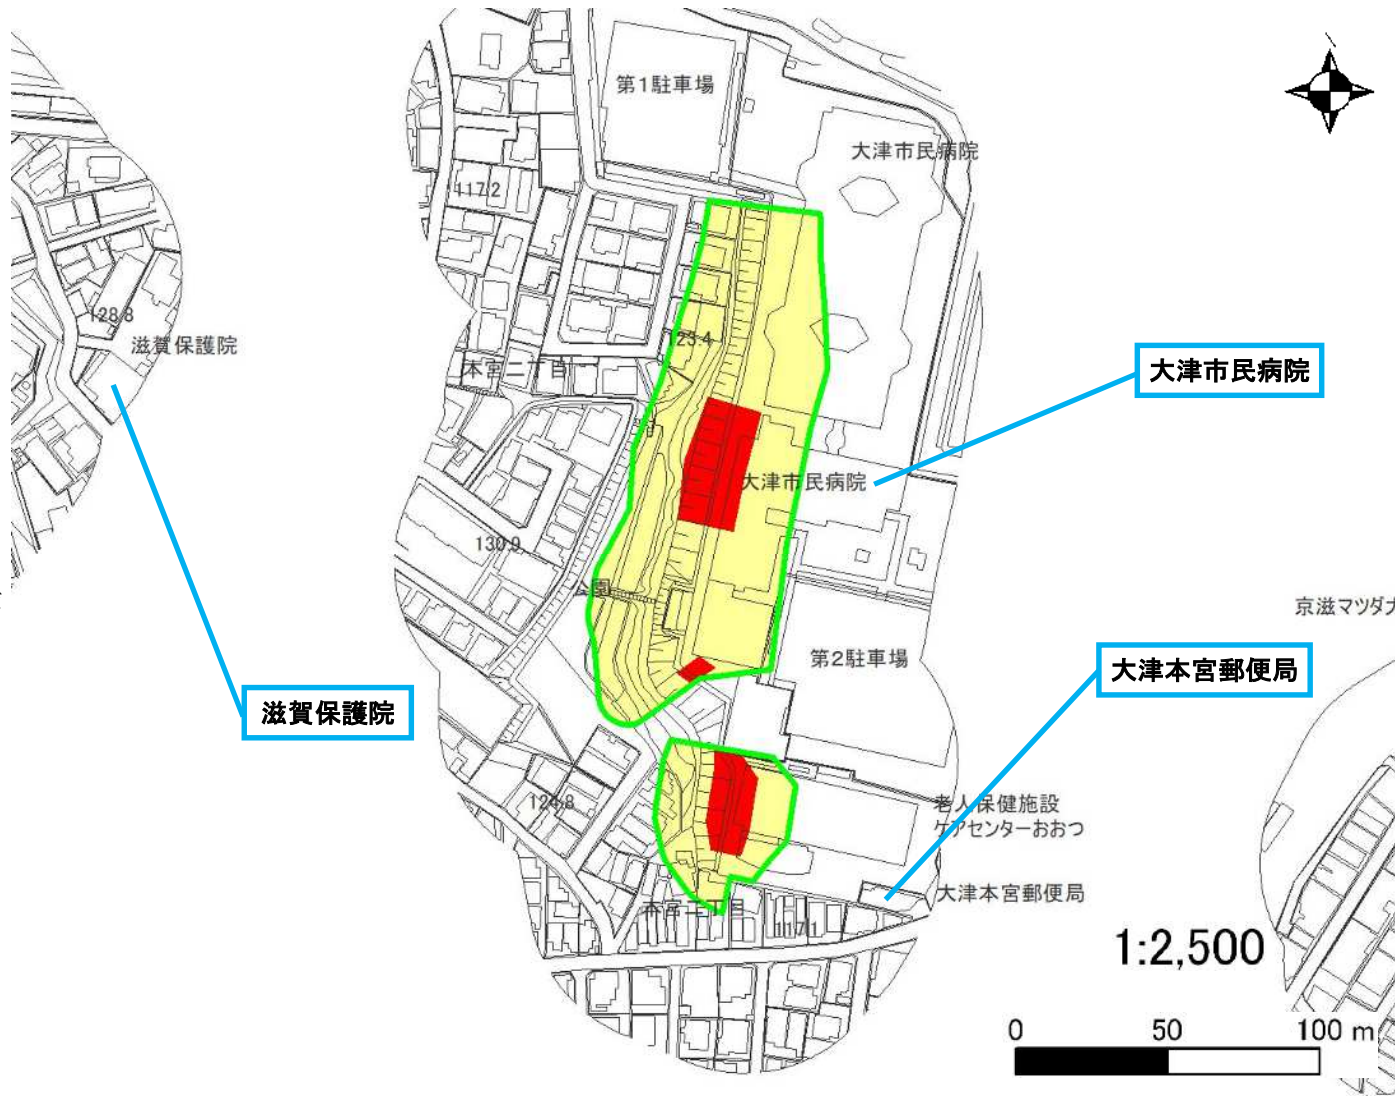 第1駐車場
大津市民病院
117.2
128.8
滋賀保護院
123.4
本宮二丁目
大津市民病院
大津市民病院
130.9
公園
京滋マツダ
第2駐車場
大津本宮郵便局
滋賀保護院
124.8
老人保健施設
ケアセンターおおつ
大津本宮郵便局
本宮二丁目
117.1
1:2,500
0 50 100 m